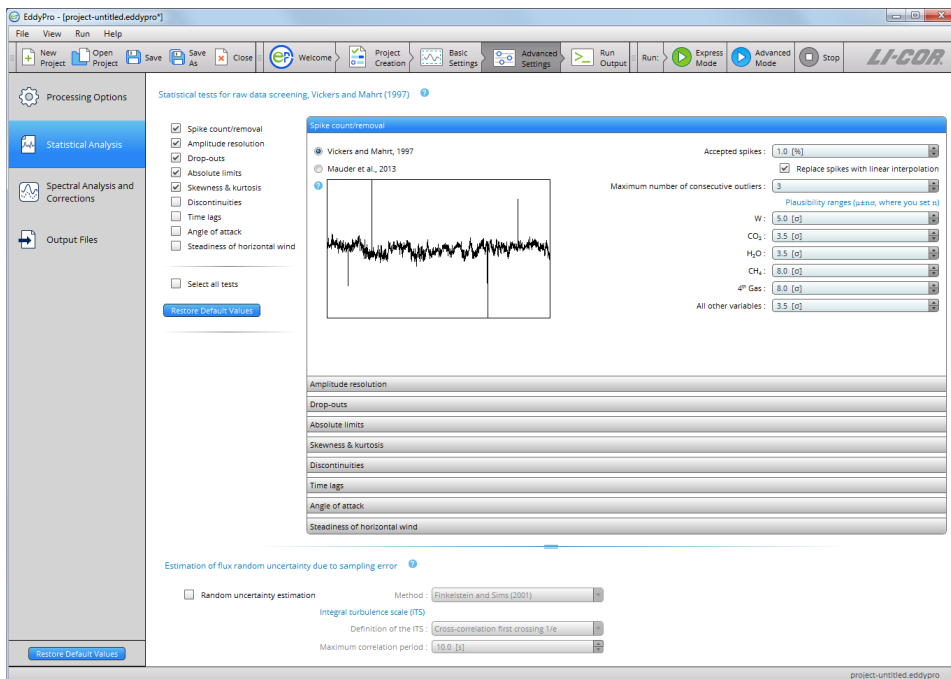 EddyPro - [project-untitled.eddypro*]
File View Run Help
New Project
Open Project
Save
Save As
Close
Welcome
Project Creation
Basic Settings
Advanced Settings
Run Output
Run:
Express Mode
Advanced Mode
Stop
LI-COR.
Processing Options
Statistical Analysis
Spectral Analysis and Corrections
Output Files
Statistical tests for raw data screening, Vickers and Mahrt (1997) ?
Spike count/removal
Amplitude resolution
Drop-outs
Absolute limits
Skewness & kurtosis
Discontinuities
Time lags
Angle of attack
Steadiness of horizontal wind
Select all tests
Restore Default Values
Spike count/removal
Vickers and Mahrt, 1997
Mauder et al., 2013
?
Accepted spikes : 1.0 [%]
Replace spikes with linear interpolation
Maximum number of consecutive outliers : 3
Plausibility ranges (μ±nσ, where you set n)
W : 5.0 [σ]
CO₂ : 3.5 [σ]
H₂O : 3.5 [σ]
CH₄ : 8.0 [σ]
4ᵗʰ Gas : 8.0 [σ]
All other variables : 3.5 [σ]
Amplitude resolution
Drop-outs
Absolute limits
Skewness & kurtosis
Discontinuities
Time lags
Angle of attack
Steadiness of horizontal wind
Estimation of flux random uncertainty due to sampling error ?
Random uncertainty estimation
Method : Finkelstein and Sims (2001)
Integral turbulence scale (ITS)
Definition of the ITS : Cross-correlation first crossing 1/e
Maximum correlation period : 10.0 [s]
Restore Default Values
project-untitled.eddypro